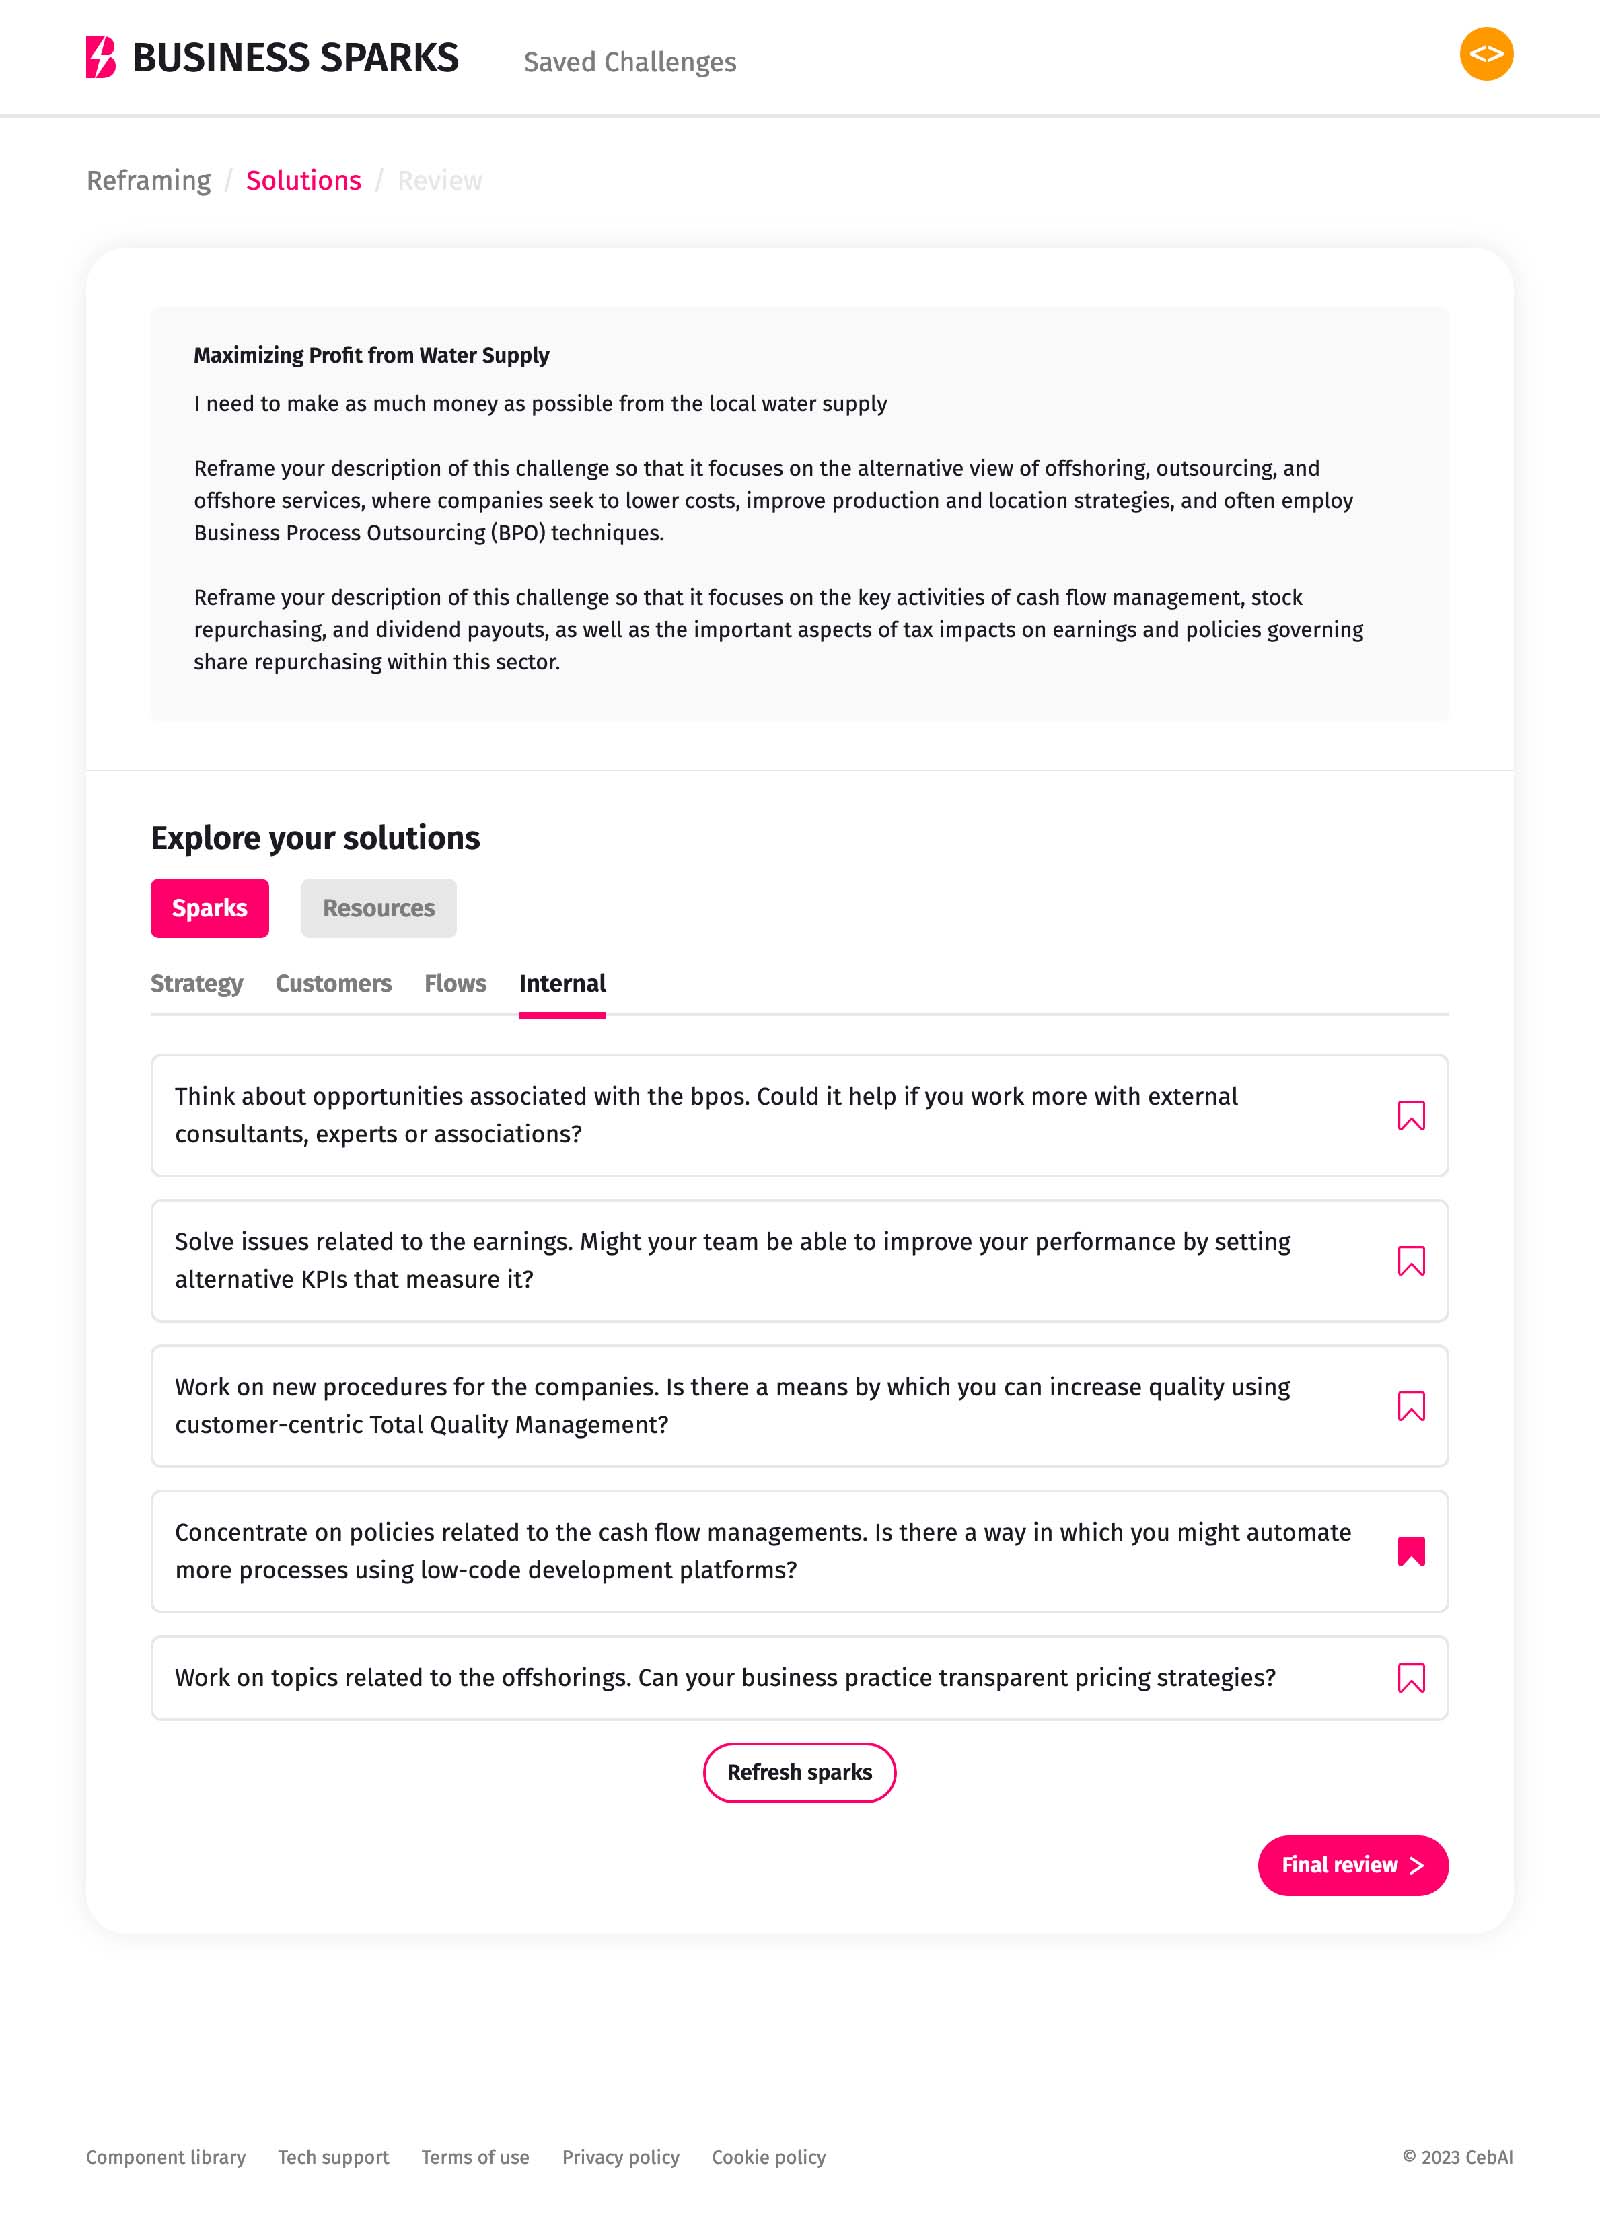 BUSINESS SPARKS
Saved Challenges
<>
Reframing / Solutions / Review
Maximizing Profit from Water Supply
I need to make as much money as possible from the local water supply
Reframe your description of this challenge so that it focuses on the alternative view of offshoring, outsourcing, and
offshore services, where companies seek to lower costs, improve production and location strategies, and often employ
Business Process Outsourcing (BPO) techniques.
Reframe your description of this challenge so that it focuses on the key activities of cash flow management, stock
repurchasing, and dividend payouts, as well as the important aspects of tax impacts on earnings and policies governing
share repurchasing within this sector.
Explore your solutions
Sparks
Resources
Strategy
Customers
Flows
Internal
Think about opportunities associated with the bpos. Could it help if you work more with external
consultants, experts or associations?
Solve issues related to the earnings. Might your team be able to improve your performance by setting
alternative KPIs that measure it?
Work on new procedures for the companies. Is there a means by which you can increase quality using
customer-centric Total Quality Management?
Concentrate on policies related to the cash flow managements. Is there a way in which you might automate
more processes using low-code development platforms?
Work on topics related to the offshorings. Can your business practice transparent pricing strategies?
Refresh sparks
Final review >
Component library
Tech support
Terms of use
Privacy policy
Cookie policy
© 2023 CebAI